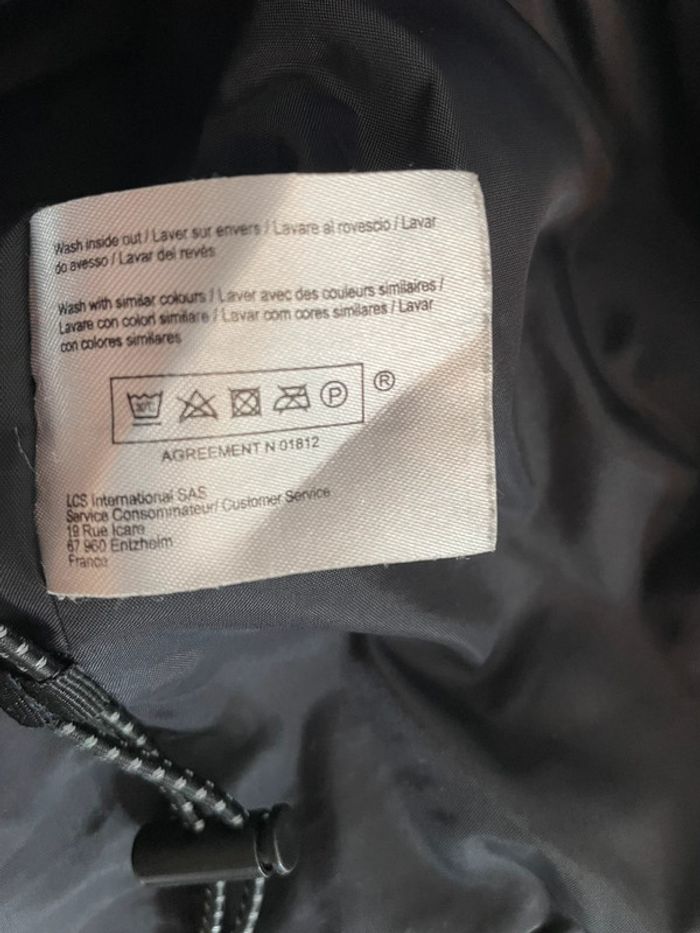 Wash inside out / Laver sur envers / Lavare al rovescio / Lavar
do avesso / Lavar del revés
Wash with similar colours / Laver avec des couleurs similaires /
Lavare con colori similare / Lavar com cores similares / Lavar
con colores similares
30°C P ®
AGREEMENT N 01812
LCS International SAS
Service Consommateur/ Customer Service
19 Rue Icare
67 960 Entzheim
France